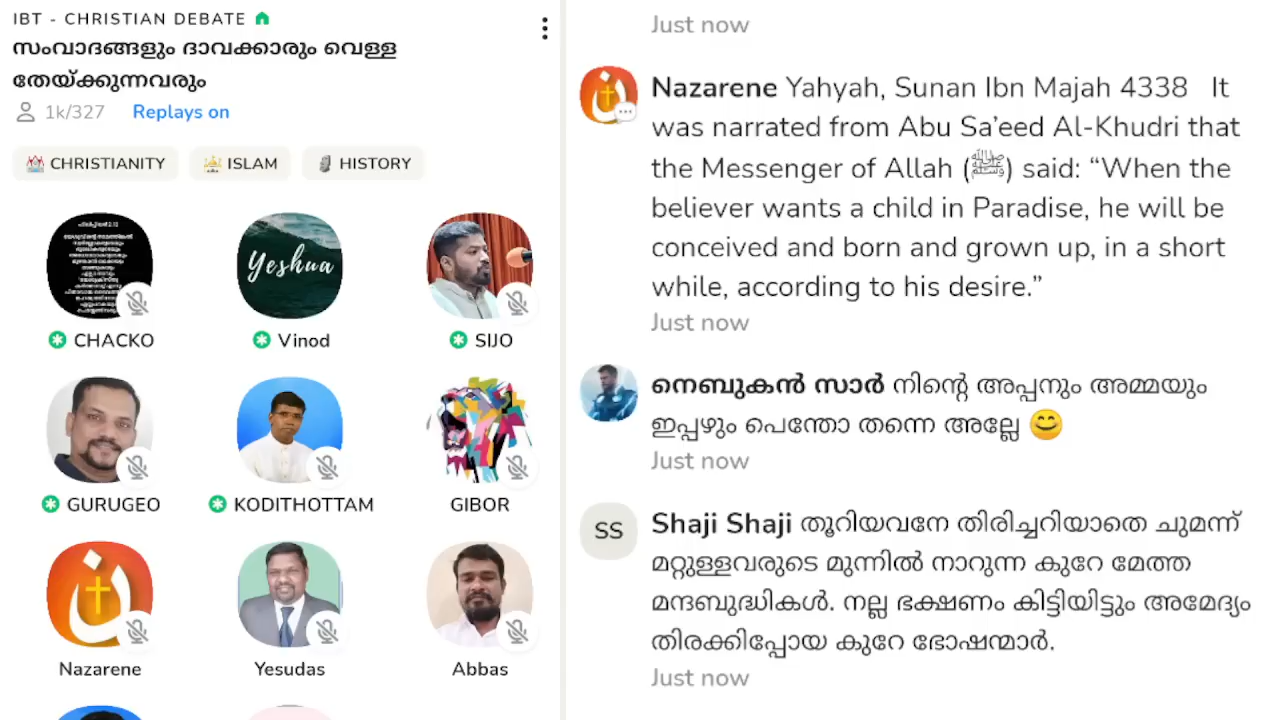 IBT - CHRISTIAN DEBATE
സംവാദങ്ങളും ദാവക്കാരും വെള്ള
തേയ്ക്കുന്നവരും
1k/327 Replays on
CHRISTIANITY ISLAM HISTORY
Yeshua
CHACKO Vinod SIJO
GURUGEO KODITHOTTAM GIBOR
ن
Nazarene Yesudas Abbas
Just now
Nazarene Yahyah, Sunan Ibn Majah 4338 It
was narrated from Abu Sa’eed Al-Khudri that
the Messenger of Allah (ﷺ) said: “When the
believer wants a child in Paradise, he will be
conceived and born and grown up, in a short
while, according to his desire.”
Just now
നെബുകൻ സാർ നിന്റെ അപ്പനും അമ്മയും
ഇപ്പഴും പെന്തോ തന്നെ അല്ലേ 😊
Just now
SS
Shaji Shaji തൂറിയവനേ തിരിച്ചറിയാതെ ചുമന്ന്
മറ്റുള്ളവരുടെ മുന്നിൽ നാറുന്ന കുറേ മേത്ത
മന്ദബുദ്ധികൾ. നല്ല ഭക്ഷണം കിട്ടിയിട്ടും അമേദ്യം
തിരക്കിപ്പോയ കുറേ ഭോഷന്മാർ.
Just now